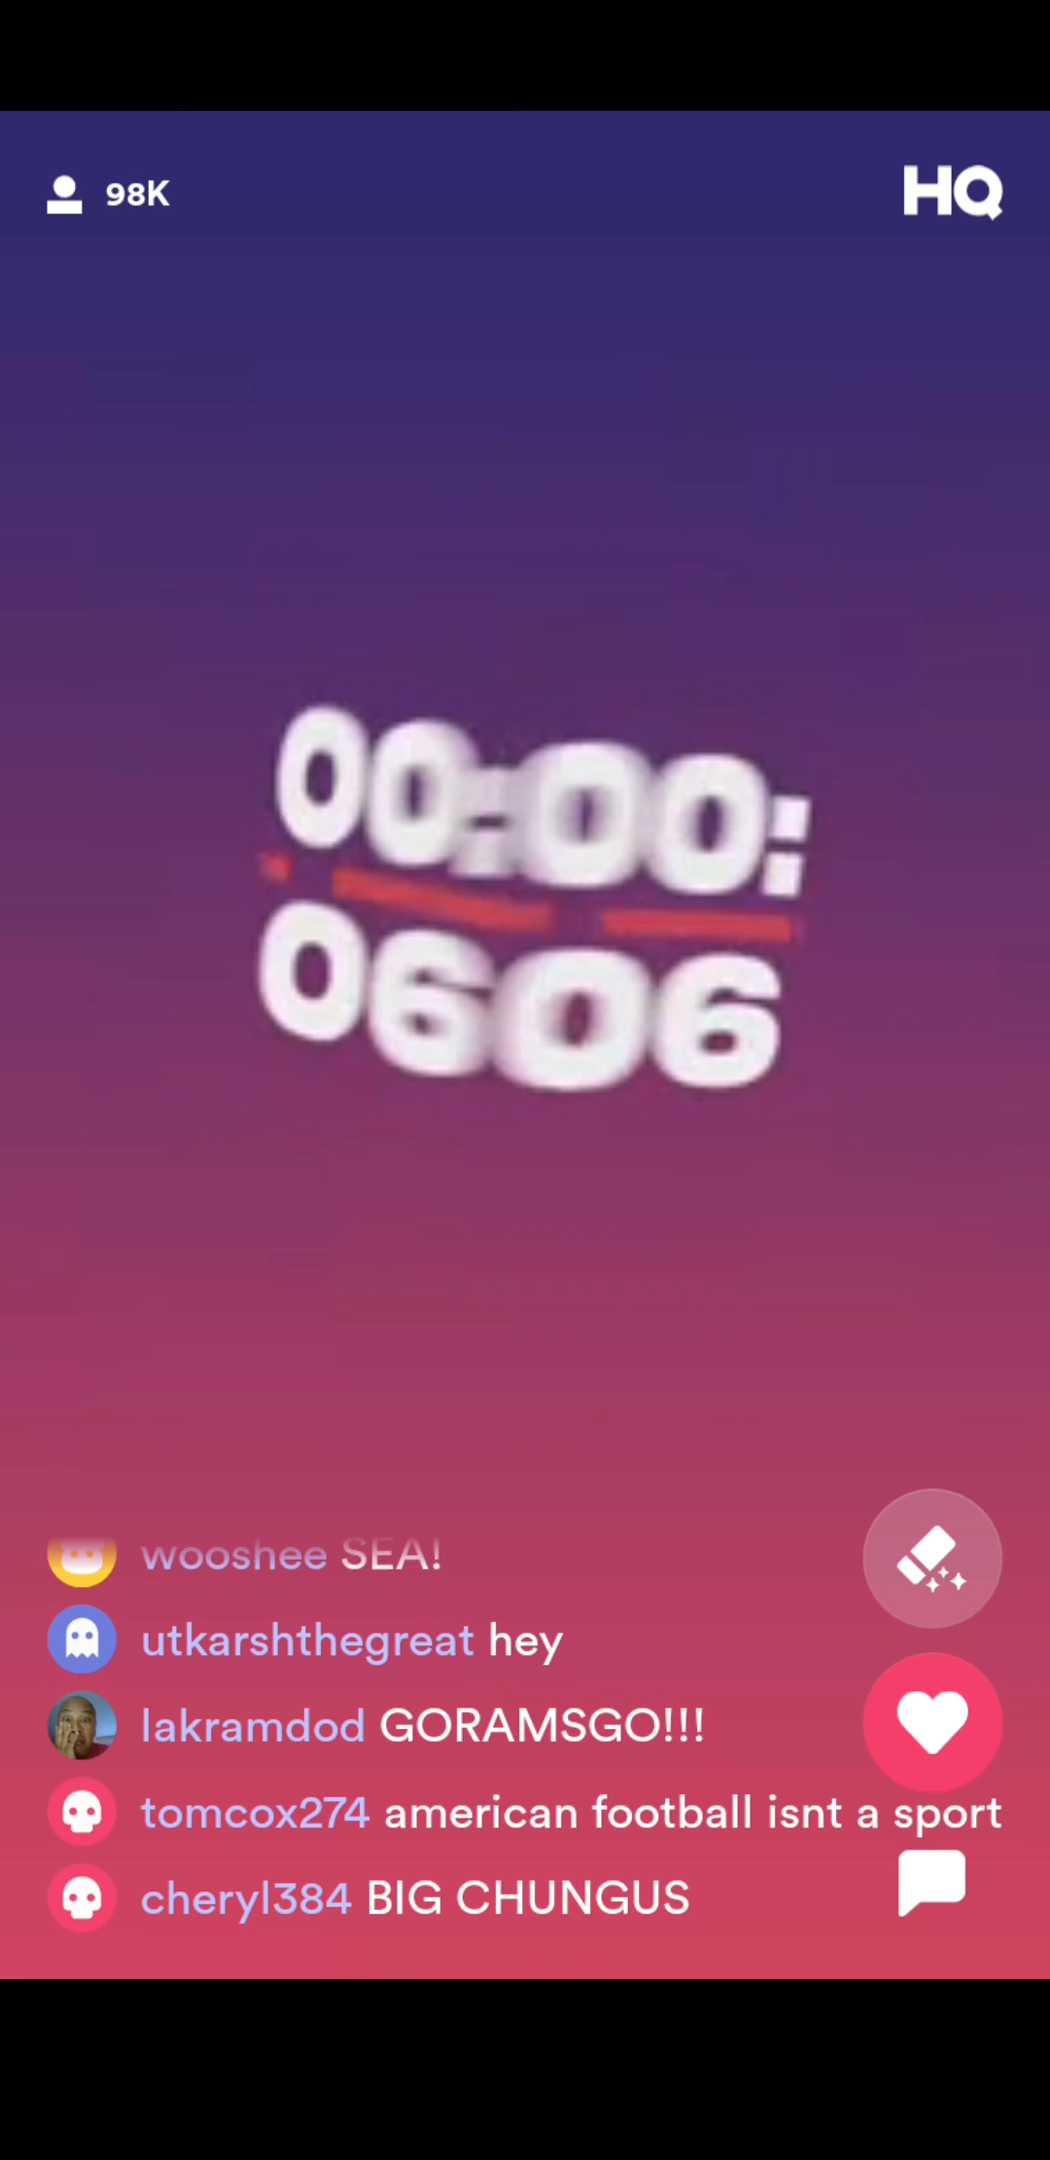 98K
HQ
00:00:
0606
wooshee SEA!
utkarshthegreat hey
lakramdod GORAMSGO!!!
tomcox274 american football isnt a sport
cheryl384 BIG CHUNGUS